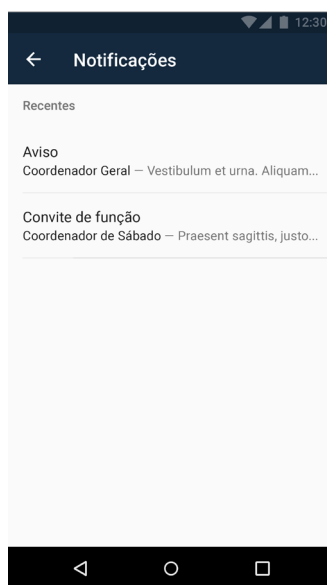 12:30
Notificações
Recentes
Aviso
Coordenador Geral — Vestibulum et urna. Aliquam...
Convite de função
Coordenador de Sábado — Praesent sagittis, justo...